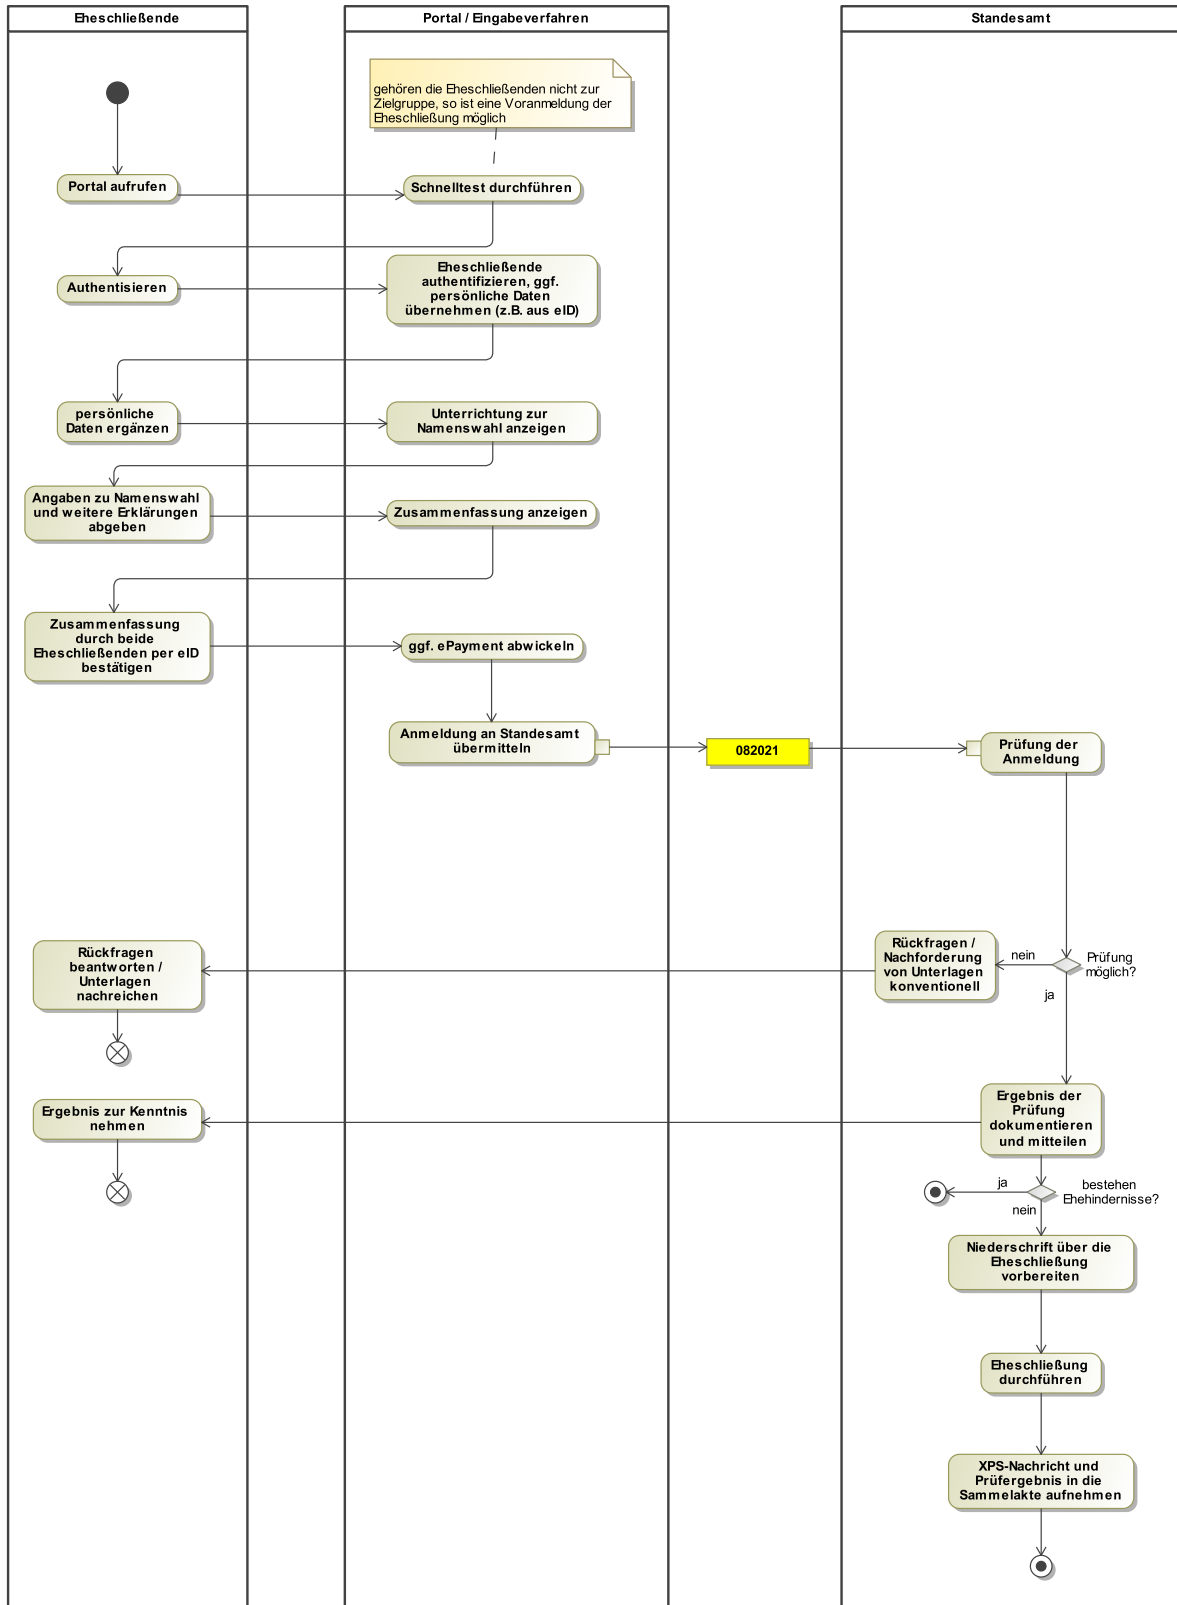 Eheschließende
Portal / Eingabeverfahren
Standesamt
gehören die Eheschließenden nicht zur
Zielgruppe, so ist eine Voranmeldung der
Eheschließung möglich
Portal aufrufen
Schnelltest durchführen
Authentisieren
Eheschließende
authentifizieren, ggf.
persönliche Daten
übernehmen (z.B. aus eID)
persönliche
Daten ergänzen
Unterrichtung zur
Namenswahl anzeigen
Angaben zu Namenswahl
und weitere Erklärungen
abgeben
Zusammenfassung anzeigen
Zusammenfassung
durch beide
Eheschließenden per eID
bestätigen
ggf. ePayment abwickeln
Anmeldung an Standesamt
übermitteln
082021
Prüfung der
Anmeldung
Rückfragen
beantworten /
Unterlagen
nachreichen
Rückfragen /
Nachforderung
von Unterlagen
konventionell
nein
Prüfung
möglich?
ja
Ergebnis zur Kenntnis
nehmen
Ergebnis der
Prüfung
dokumentieren
und mitteilen
ja
bestehen
Ehehindernisse?
nein
Niederschrift über die
Eheschließung
vorbereiten
Eheschließung
durchführen
XPS-Nachricht und
Prüfergebnis in die
Sammelakte aufnehmen